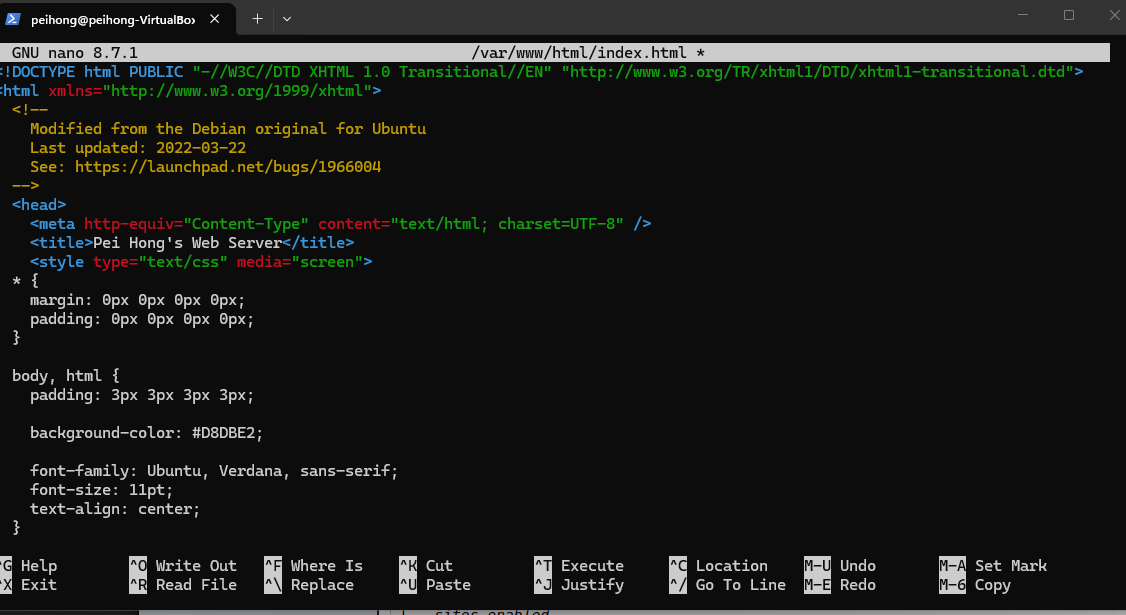 peihong@peihong-VirtualBox
GNU nano 8.7.1 /var/www/html/index.html *
<!DOCTYPE html PUBLIC "-//W3C//DTD XHTML 1.0 Transitional//EN" "http://www.w3.org/TR/xhtml1/DTD/xhtml1-transitional.dtd">
<html xmlns="http://www.w3.org/1999/xhtml">
<!--
Modified from the Debian original for Ubuntu
Last updated: 2022-03-22
See: https://launchpad.net/bugs/1966004
-->
<head>
<meta http-equiv="Content-Type" content="text/html; charset=UTF-8" />
<title>Pei Hong's Web Server</title>
<style type="text/css" media="screen">
* {
margin: 0px 0px 0px 0px;
padding: 0px 0px 0px 0px;
}
body, html {
padding: 3px 3px 3px 3px;
background-color: #D8DBE2;
font-family: Ubuntu, Verdana, sans-serif;
font-size: 11pt;
text-align: center;
}
^G Help ^O Write Out ^F Where Is ^K Cut ^T Execute ^C Location M-U Undo M-A Set Mark
^X Exit ^R Read File ^\ Replace ^U Paste ^J Justify ^/ Go To Line M-E Redo M-6 Copy